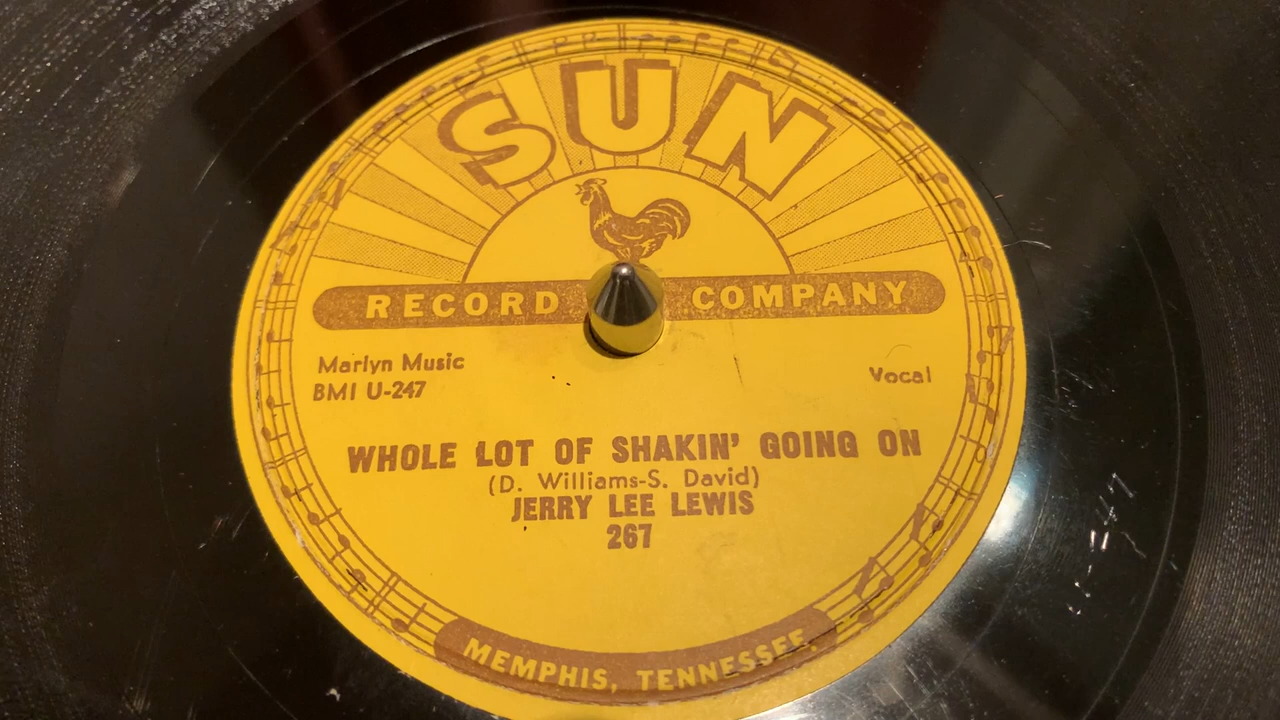 SUN
RECORD COMPANY
Marlyn Music
BMI U-247
Vocal
WHOLE LOT OF SHAKIN' GOING ON
(D. Williams-S. David)
JERRY LEE LEWIS
267
MEMPHIS, TENNESSEE.